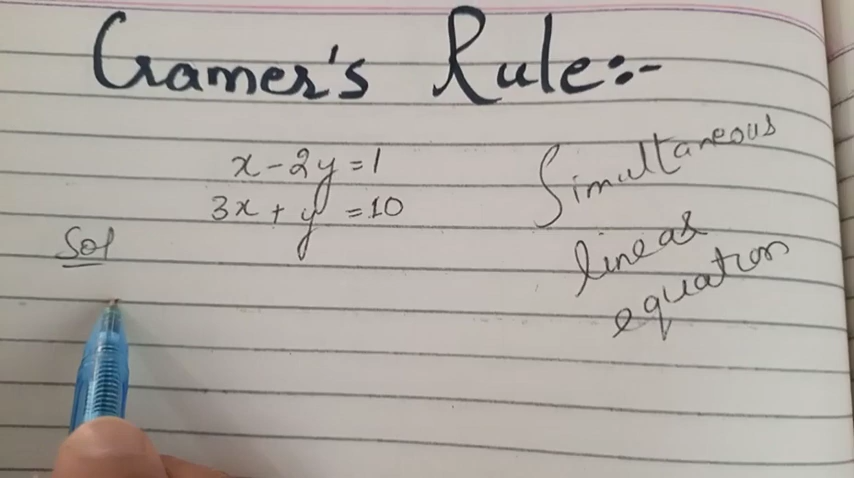 Cramer's Rule:-
x-2y=1
3x+y=10
Sol
Simultaneous
linear
equation